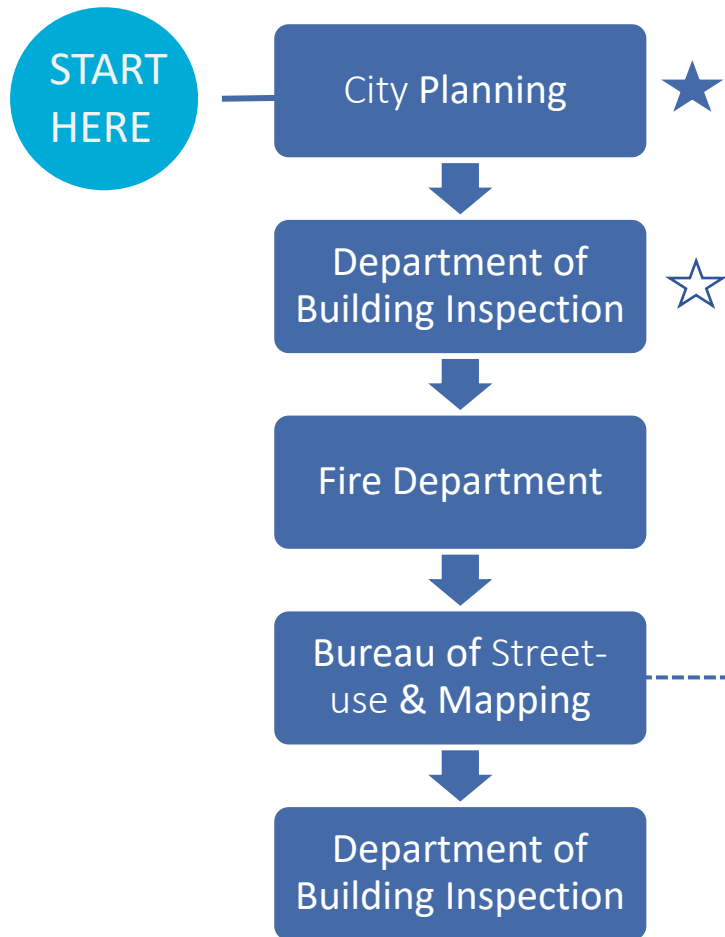 START
HERE
City Planning
Department of
Building Inspection
Fire Department
Bureau of Street-
use & Mapping
Department of
Building Inspection